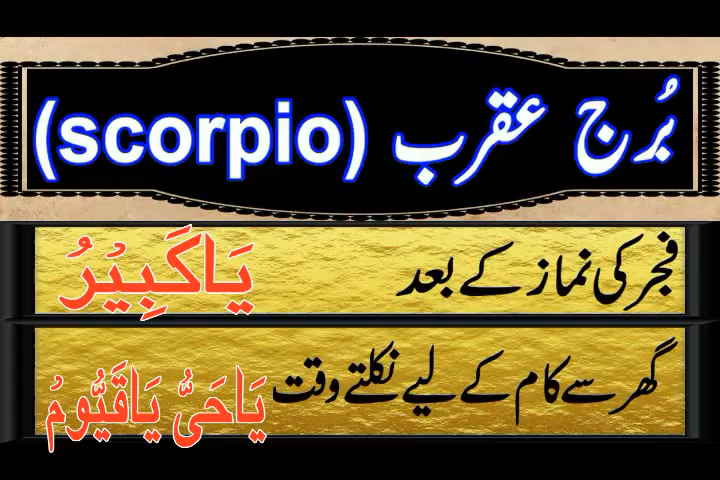 بُرج عقرب (scorpio)
فجر کی نماز کے بعد یَاکَبِیْرُ
گھر سے کام کے لیے نکلتے وقت یَاحَیُّ یَاقَیُّومُ